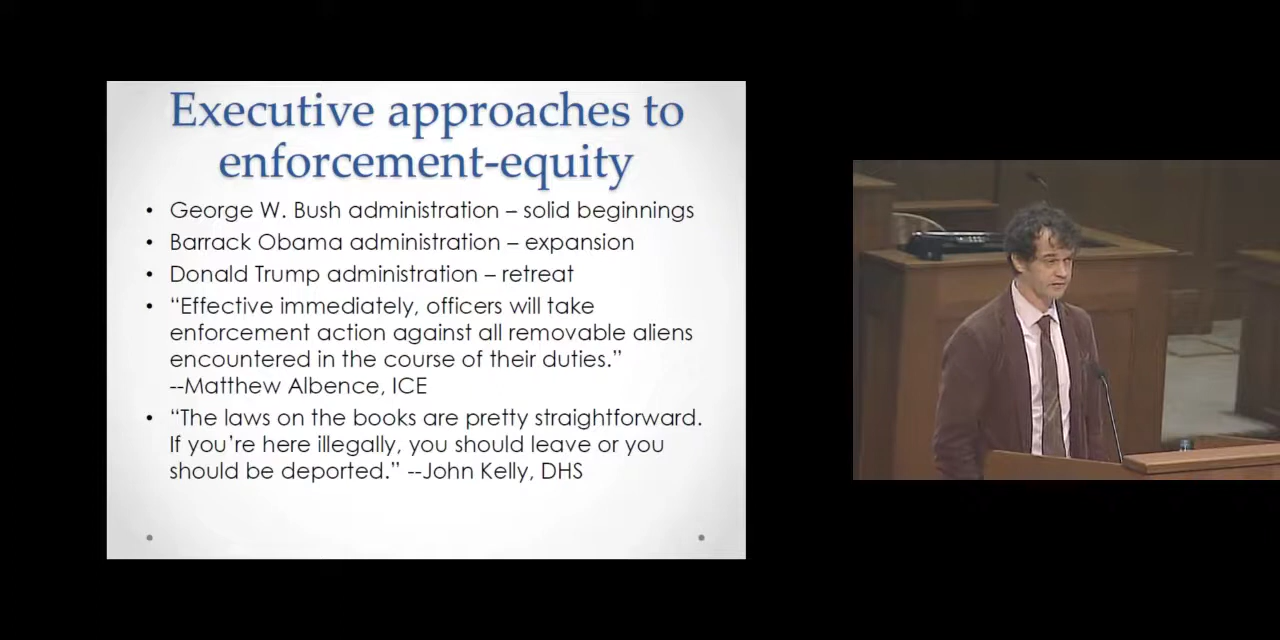 Executive approaches to
enforcement-equity
• George W. Bush administration – solid beginnings
• Barrack Obama administration – expansion
• Donald Trump administration – retreat
• “Effective immediately, officers will take
enforcement action against all removable aliens
encountered in the course of their duties.”
--Matthew Albence, ICE
• “The laws on the books are pretty straightforward.
If you’re here illegally, you should leave or you
should be deported.” --John Kelly, DHS